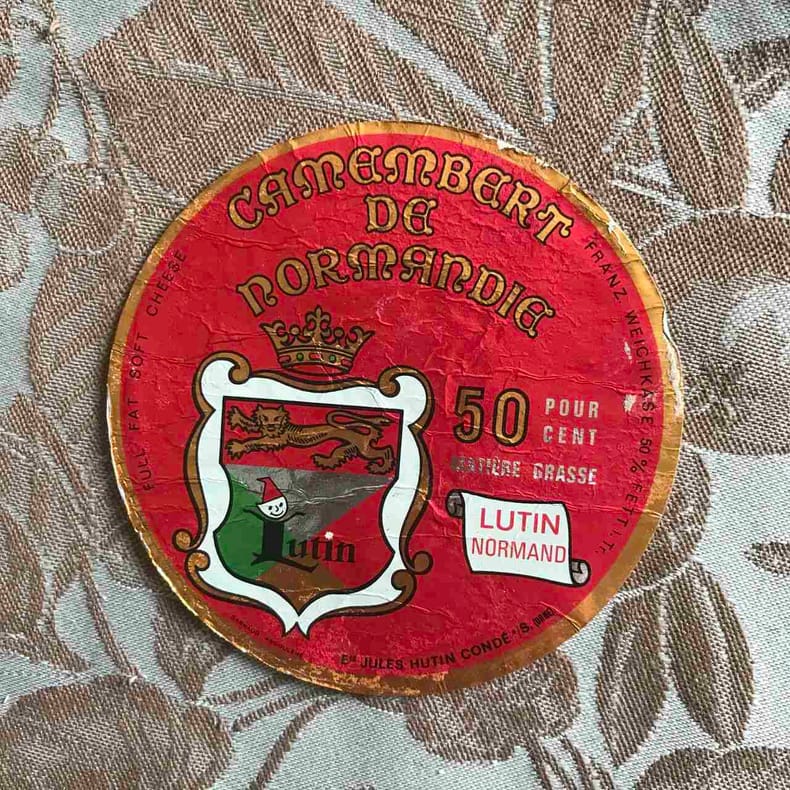 CAMEMBERT
DE
NORMANDIE
FULL FAT SOFT CHEESE
FRANZ. WEICHKÄSE 50% FETT I. Tr.
50 POUR
CENT
MATIÈRE GRASSE
LUTIN
NORMAND
Lutin
Ets JULES HUTIN CONDÉ s/S.